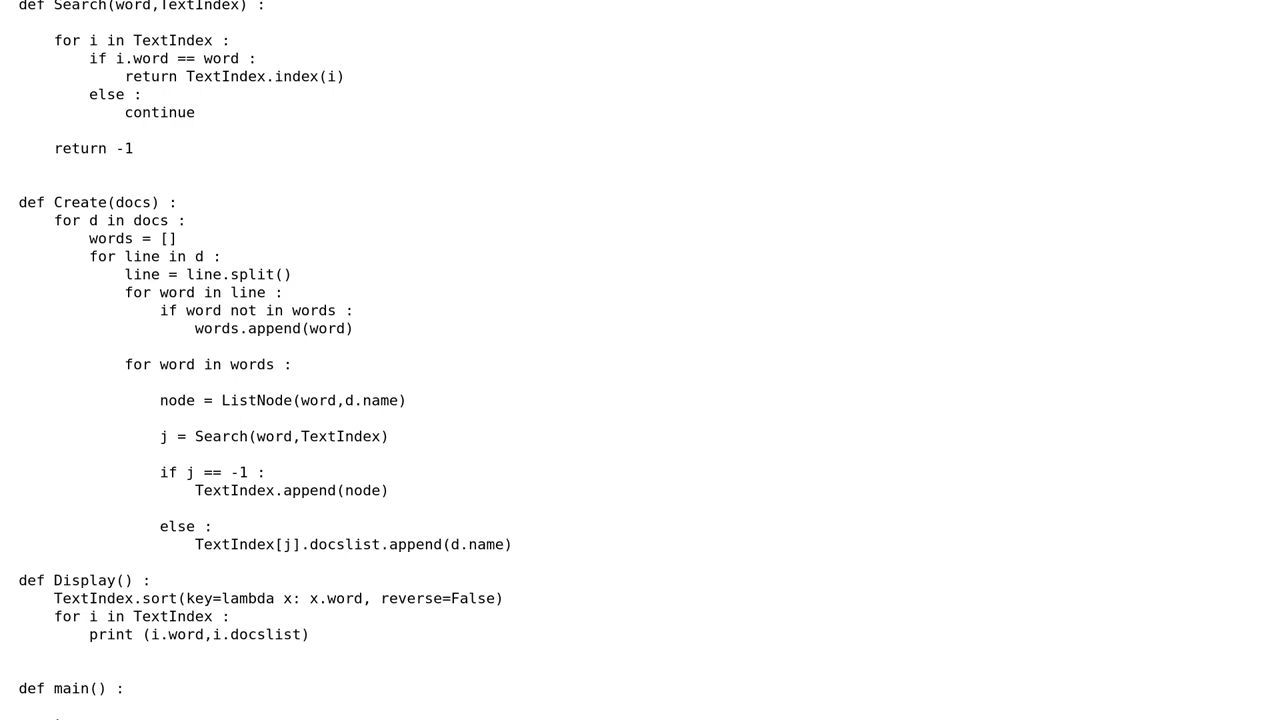 def Search(word,TextIndex) :
for i in TextIndex :
if i.word == word :
return TextIndex.index(i)
else :
continue
return -1
def Create(docs) :
for d in docs :
words = []
for line in d :
line = line.split()
for word in line :
if word not in words :
words.append(word)
for word in words :
node = ListNode(word,d.name)
j = Search(word,TextIndex)
if j == -1 :
TextIndex.append(node)
else :
TextIndex[j].docslist.append(d.name)
def Display() :
TextIndex.sort(key=lambda x: x.word, reverse=False)
for i in TextIndex :
print (i.word,i.docslist)
def main() :